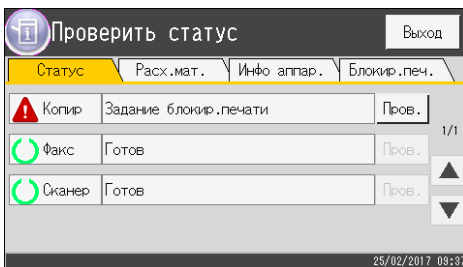 Проверить статус
Выход
Статус
Расх.мат.
Инфо аппар.
Блокир.печ.
Копир Задание блокир.печати Пров.
1/1
Факс Готов Пров.
Сканер Готов Пров.
25/02/2017 09:37